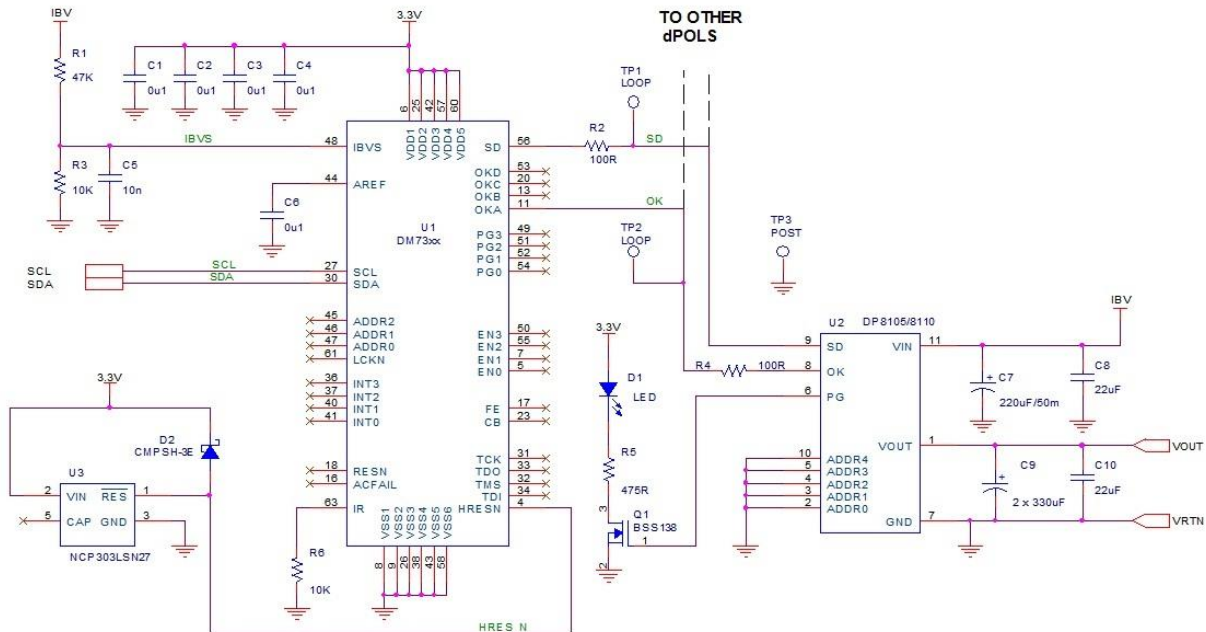 IBV
R1
47K
C1
0u1
C2
0u1
C3
0u1
C4
0u1
3.3V
TO OTHER
dPOLS
R3
10K
C5
10n
IBVS
48
IBVS
44
AREF
C6
0u1
6
25
42
57
60
VDD1
VDD2
VDD3
VDD4
VDD5
U1
DM73xx
SD
56
R2
100R
SD
TP1
LOOP
OKD
53
OKC
20
OKB
13
OKA
11
OK
TP2
LOOP
TP3
POST
PG3
49
PG2
51
PG1
52
PG0
54
SCL
SDA
SCL
SDA
27
SCL
30
SDA
45
ADDR2
46
ADDR1
47
ADDR0
61
LCKN
36
INT3
37
INT2
40
INT1
41
INT0
18
RESN
16
ACFAIL
63
IR
R6
10K
EN3
50
EN2
55
EN1
7
EN0
5
FE
17
CB
23
TCK
31
TDO
33
TMS
32
TDI
34
HRESN
4
VSS1
VSS2
VSS3
VSS4
VSS5
VSS6
8
9
26
38
43
58
3.3V
D2
CMPSH-3E
U3
2
VIN
RES
1
5
CAP
GND
3
NCP303LSN27
HRES N
3.3V
D1
LED
R5
475R
3
Q1
BSS138
1
2
R4
100R
U2
DP8105/8110
9
SD
8
OK
6
PG
VIN
11
IBV
C7
220uF/50m
C8
22uF
VOUT
1
VOUT
10
ADDR4
5
ADDR3
4
ADDR2
3
ADDR1
2
ADDR0
GND
7
C9
2 x 330uF
C10
22uF
VRTN